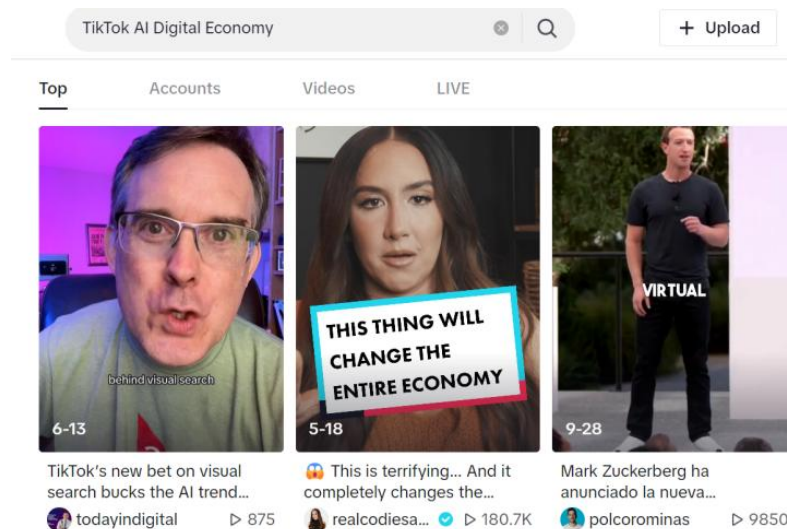 TikTok AI Digital Economy
+ Upload
Top Accounts Videos LIVE
behind visual search
6-13
THIS THING WILL
CHANGE THE
ENTIRE ECONOMY
5-18
VIRTUAL
9-28
TikTok's new bet on visual
search bucks the AI trend...
todayindigital 875
😱 This is terrifying... And it
completely changes the...
realcodiesa... 180.7K
Mark Zuckerberg ha
anunciado la nueva...
polcorominas 9850